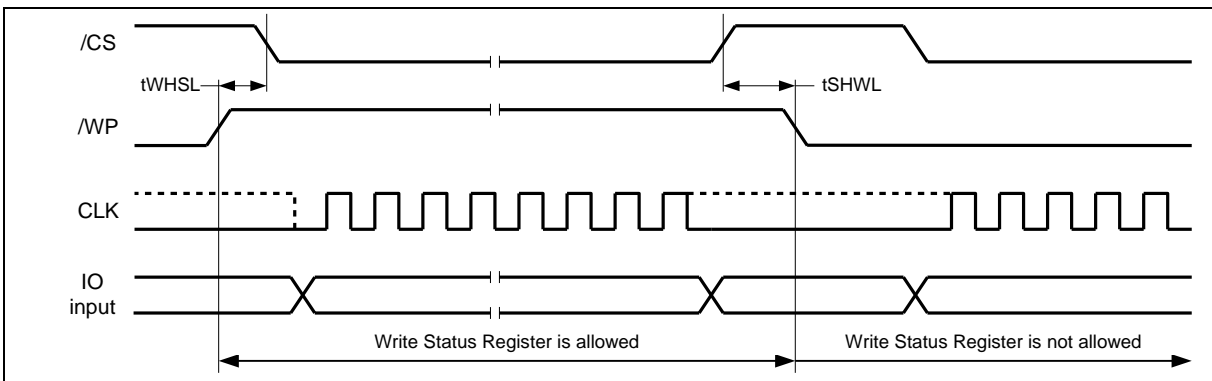 /CS
tWHSL
tSHWL
/WP
CLK
IO
input
Write Status Register is allowed
Write Status Register is not allowed